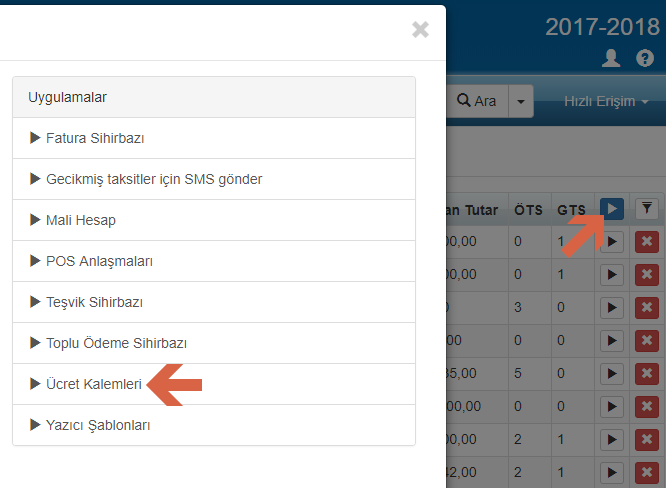 2017-2018
Ara
Hızlı Erişim
Uygulamalar
Fatura Sihirbazı
Gecikmiş taksitler için SMS gönder
Mali Hesap
POS Anlaşmaları
Teşvik Sihirbazı
Toplu Ödeme Sihirbazı
Ücret Kalemleri
Yazıcı Şablonları
an Tutar ÖTS GTS
00,00 0 1
00,00 0 1
0 3 0
00 0 0
35,00 5 0
00,00 0 0
00,00 2 1
42,00 2 1